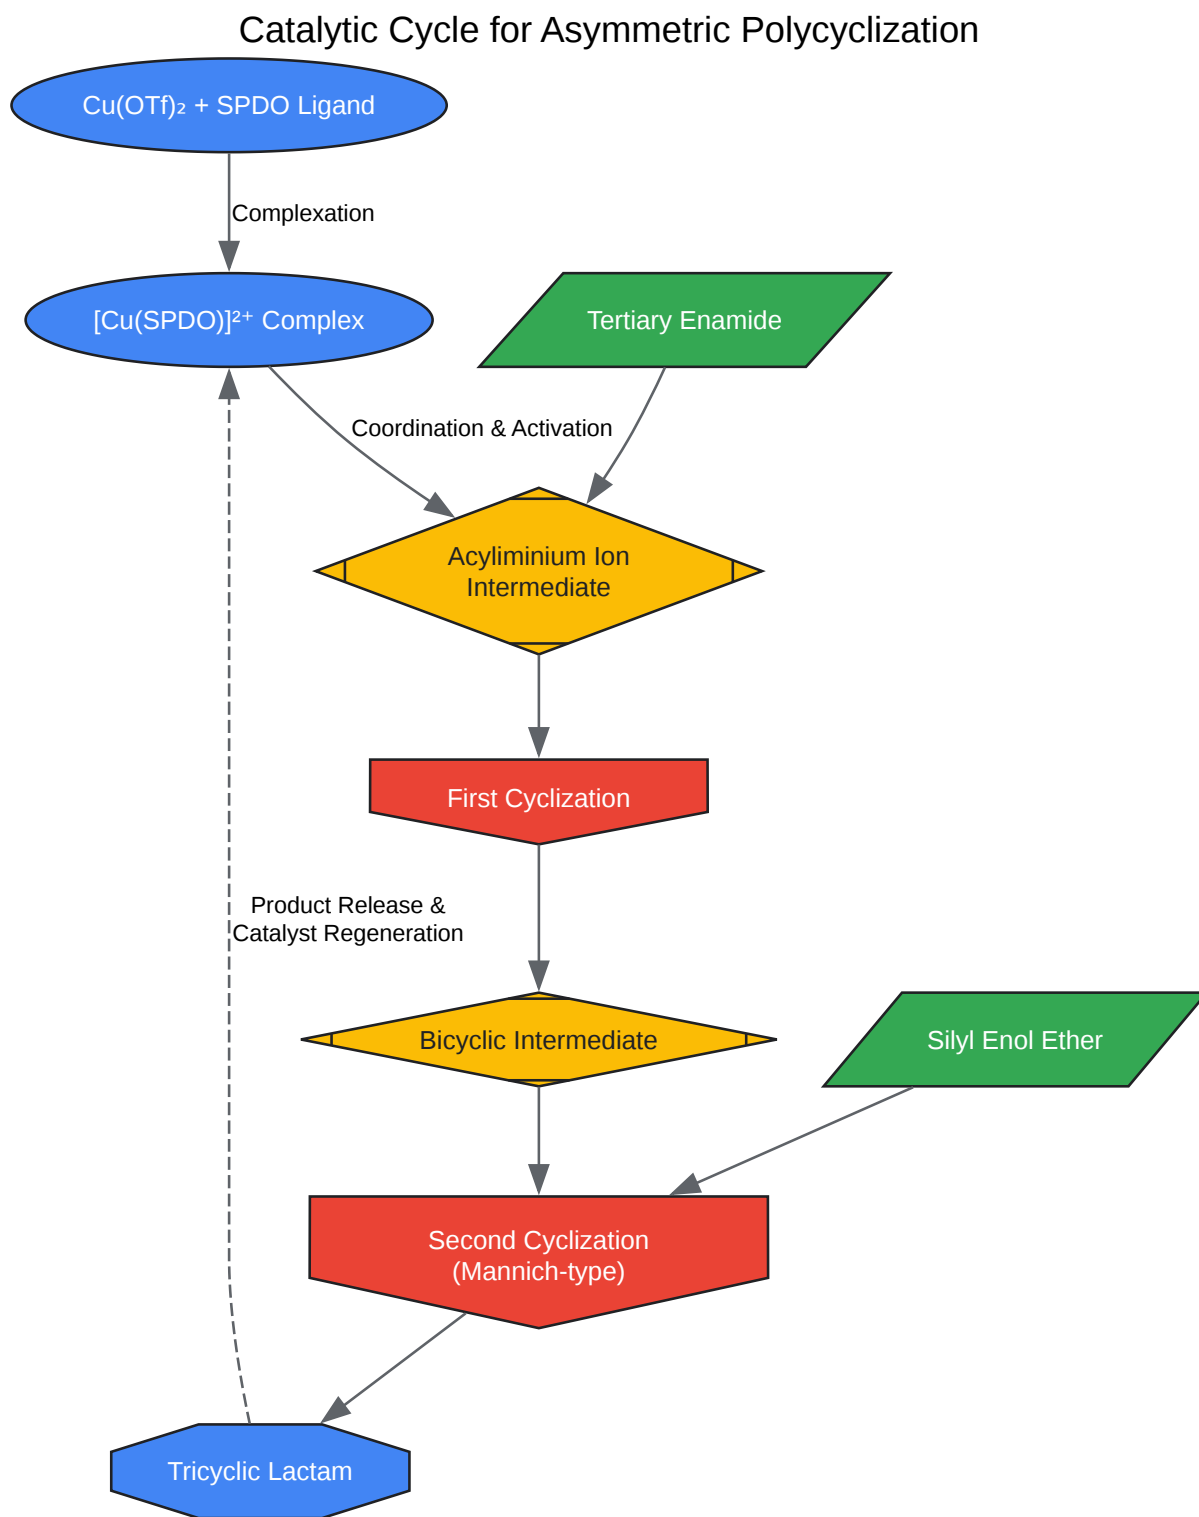 Catalytic Cycle for Asymmetric Polycyclization
Cu(OTf)₂ + SPDO Ligand
Complexation
[Cu(SPDO)]²⁺ Complex
Tertiary Enamide
Coordination & Activation
Acyliminium Ion
Intermediate
First Cyclization
Product Release &
Catalyst Regeneration
Bicyclic Intermediate
Silyl Enol Ether
Second Cyclization
(Mannich-type)
Tricyclic Lactam